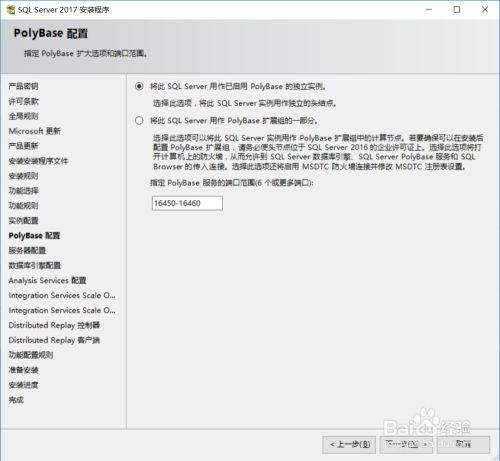 SQL Server 2017 安装程序
PolyBase 配置
指定 PolyBase 扩大选项和端口范围。
产品密钥
许可条款
全局规则
Microsoft 更新
产品更新
安装安装程序文件
安装规则
功能选择
功能规则
实例配置
PolyBase 配置
服务器配置
数据库引擎配置
Analysis Services 配置
Integration Services Scale O...
Integration Services Scale O...
Distributed Replay 控制器
Distributed Replay 客户端
功能配置规则
准备安装
安装进度
完成
将此 SQL Server 用作已启用 PolyBase 的独立实例。
选择此选项，将此 SQL Server 实例用作独立的头结点。
将此 SQL Server 用作 PolyBase 扩展组的一部分。
选择此选项可以将此 SQL Server 实例用作 PolyBase 扩展组中的计算节点。若要确保可以在安装后
配置 PolyBase 扩展组，请务必使头节点位于 SQL Server 2016 的企业许可证上。选择此选项将打
开计算机上的防火墙，从而允许到 SQL Server 数据库引擎、SQL Server PolyBase 服务和 SQL
Browser 的传入连接。选择此选项还将启用 MSDTC 防火墙连接并修改 MSDTC 注册表设置。
指定 PolyBase 服务的端口范围(6 个或更多端口):
16450-16460
Baidu 经验
jingyan.baidu.com
< 上一步(B)
下一步(N) >
取消